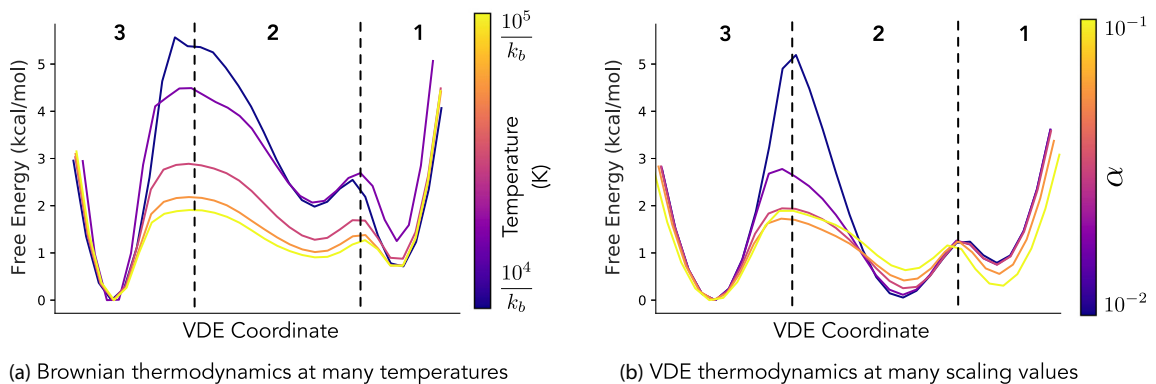 3 2 1
Free Energy (kcal/mol)
5
4
3
2
1
0
VDE Coordinate
10^5
k_b
Temperature
(K)
10^4
k_b
(a) Brownian thermodynamics at many temperatures
3 2 1
Free Energy (kcal/mol)
5
4
3
2
1
0
VDE Coordinate
10^{-1}
α
10^{-2}
(b) VDE thermodynamics at many scaling values